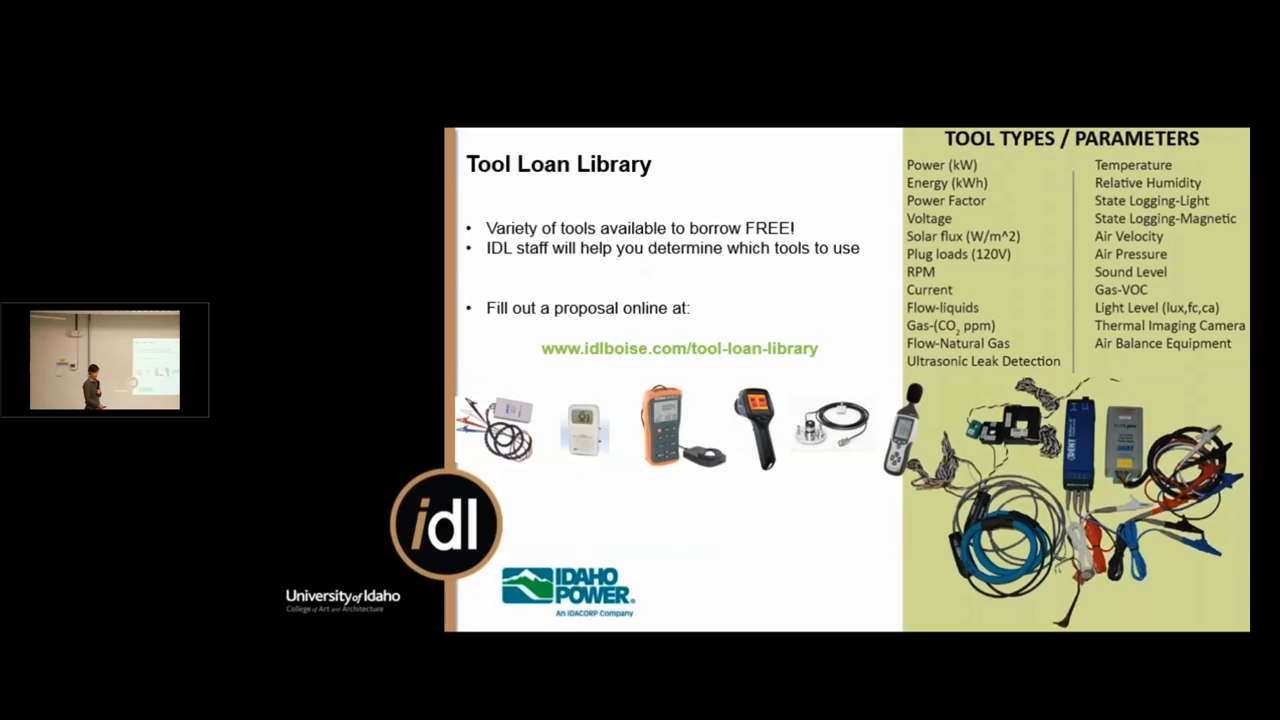 Tool Loan Library
• Variety of tools available to borrow FREE!
• IDL staff will help you determine which tools to use
• Fill out a proposal online at:
www.idlboise.com/tool-loan-library
TOOL TYPES / PARAMETERS
Power (kW)
Energy (kWh)
Power Factor
Voltage
Solar flux (W/m^2)
Plug loads (120V)
RPM
Current
Flow-liquids
Gas-(CO2 ppm)
Flow-Natural Gas
Ultrasonic Leak Detection
Temperature
Relative Humidity
State Logging-Light
State Logging-Magnetic
Air Velocity
Air Pressure
Sound Level
Gas-VOC
Light Level (lux,fc,ca)
Thermal Imaging Camera
Air Balance Equipment
DENT
idl
University of Idaho
College of Art and Architecture
IDAHO
POWER®
An IDACORP Company